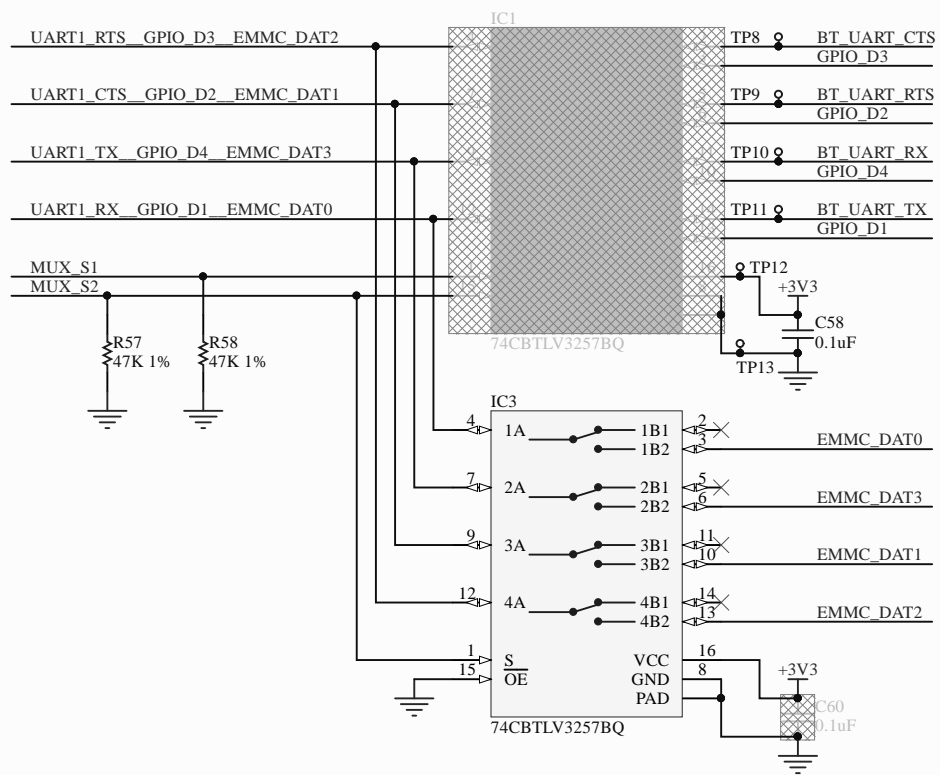 IC1
UART1_RTS__GPIO_D3__EMMC_DAT2
TP8 BT_UART_CTS
GPIO_D3
UART1_CTS__GPIO_D2__EMMC_DAT1
TP9 BT_UART_RTS
GPIO_D2
UART1_TX__GPIO_D4__EMMC_DAT3
TP10 BT_UART_RX
GPIO_D4
UART1_RX__GPIO_D1__EMMC_DAT0
TP11 BT_UART_TX
GPIO_D1
MUX_S1
TP12
MUX_S2
+3V3
R57
47K 1%
R58
47K 1%
C58
0.1uF
74CBTLV3257BQ
TP13
IC3
4 1A 1B1 2
1B2 3 EMMC_DAT0
7 2A 2B1 5
2B2 6 EMMC_DAT3
9 3A 3B1 11
3B2 10 EMMC_DAT1
12 4A 4B1 14
4B2 13 EMMC_DAT2
1 S VCC 16
15 OE GND 8
+3V3
PAD
C60
0.1uF
74CBTLV3257BQ